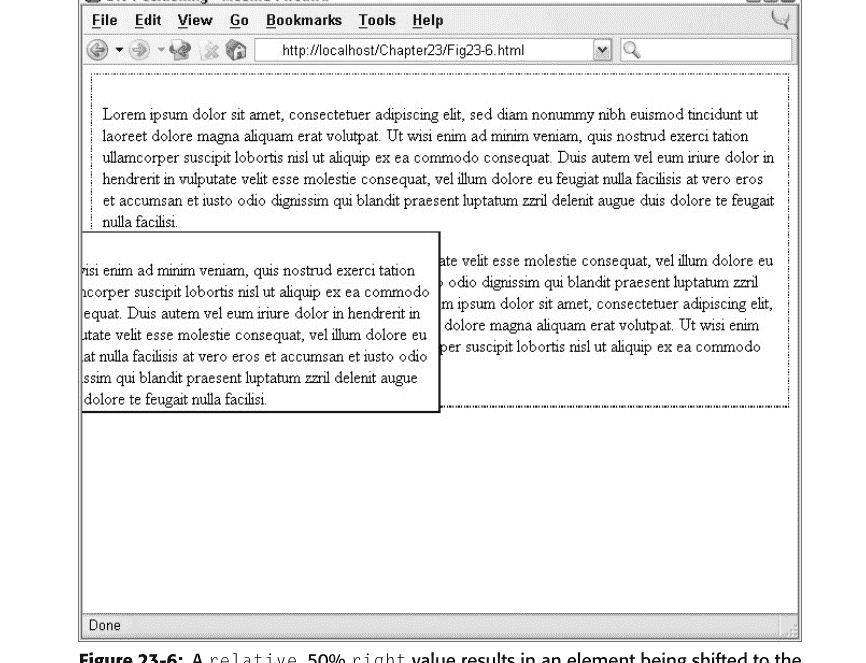 File Edit View Go Bookmarks Tools Help
http://localhost/Chapter23/Fig23-6.html
Lorem ipsum dolor sit amet, consectetuer adipiscing elit, sed diam nonummy nibh euismod tincidunt ut
laoreet dolore magna aliquam erat volutpat. Ut wisi enim ad minim veniam, quis nostrud exerci tation
ullamcorper suscipit lobortis nisl ut aliquip ex ea commodo consequat. Duis autem vel eum iriure dolor in
hendrerit in vulputate velit esse molestie consequat, vel illum dolore eu feugiat nulla facilisis at vero eros
et accumsan et iusto odio dignissim qui blandit praesent luptatum zzril delenit augue duis dolore te feugait
nulla facilisi.
enim ad minim veniam, quis nostrud exerci tation
ncorper suscipit lobortis nisl ut aliquip ex ea commodo
equat. Duis autem vel eum iriure dolor in hendrerit in
utate velit esse molestie consequat, vel illum dolore eu
at nulla facilisis at vero eros et accumsan et iusto odio
ssim qui blandit praesent luptatum zzril delenit augue
dolore te feugait nulla facilisi.
ate velit esse molestie consequat, vel illum dolore eu
odio dignissim qui blandit praesent luptatum zzril
m ipsum dolor sit amet, consectetuer adipiscing elit,
dolore magna aliquam erat volutpat. Ut wisi enim
per suscipit lobortis nisl ut aliquip ex ea commodo
Done
Figure 23-6: A relative, 50% right value results in an element being shifted to the